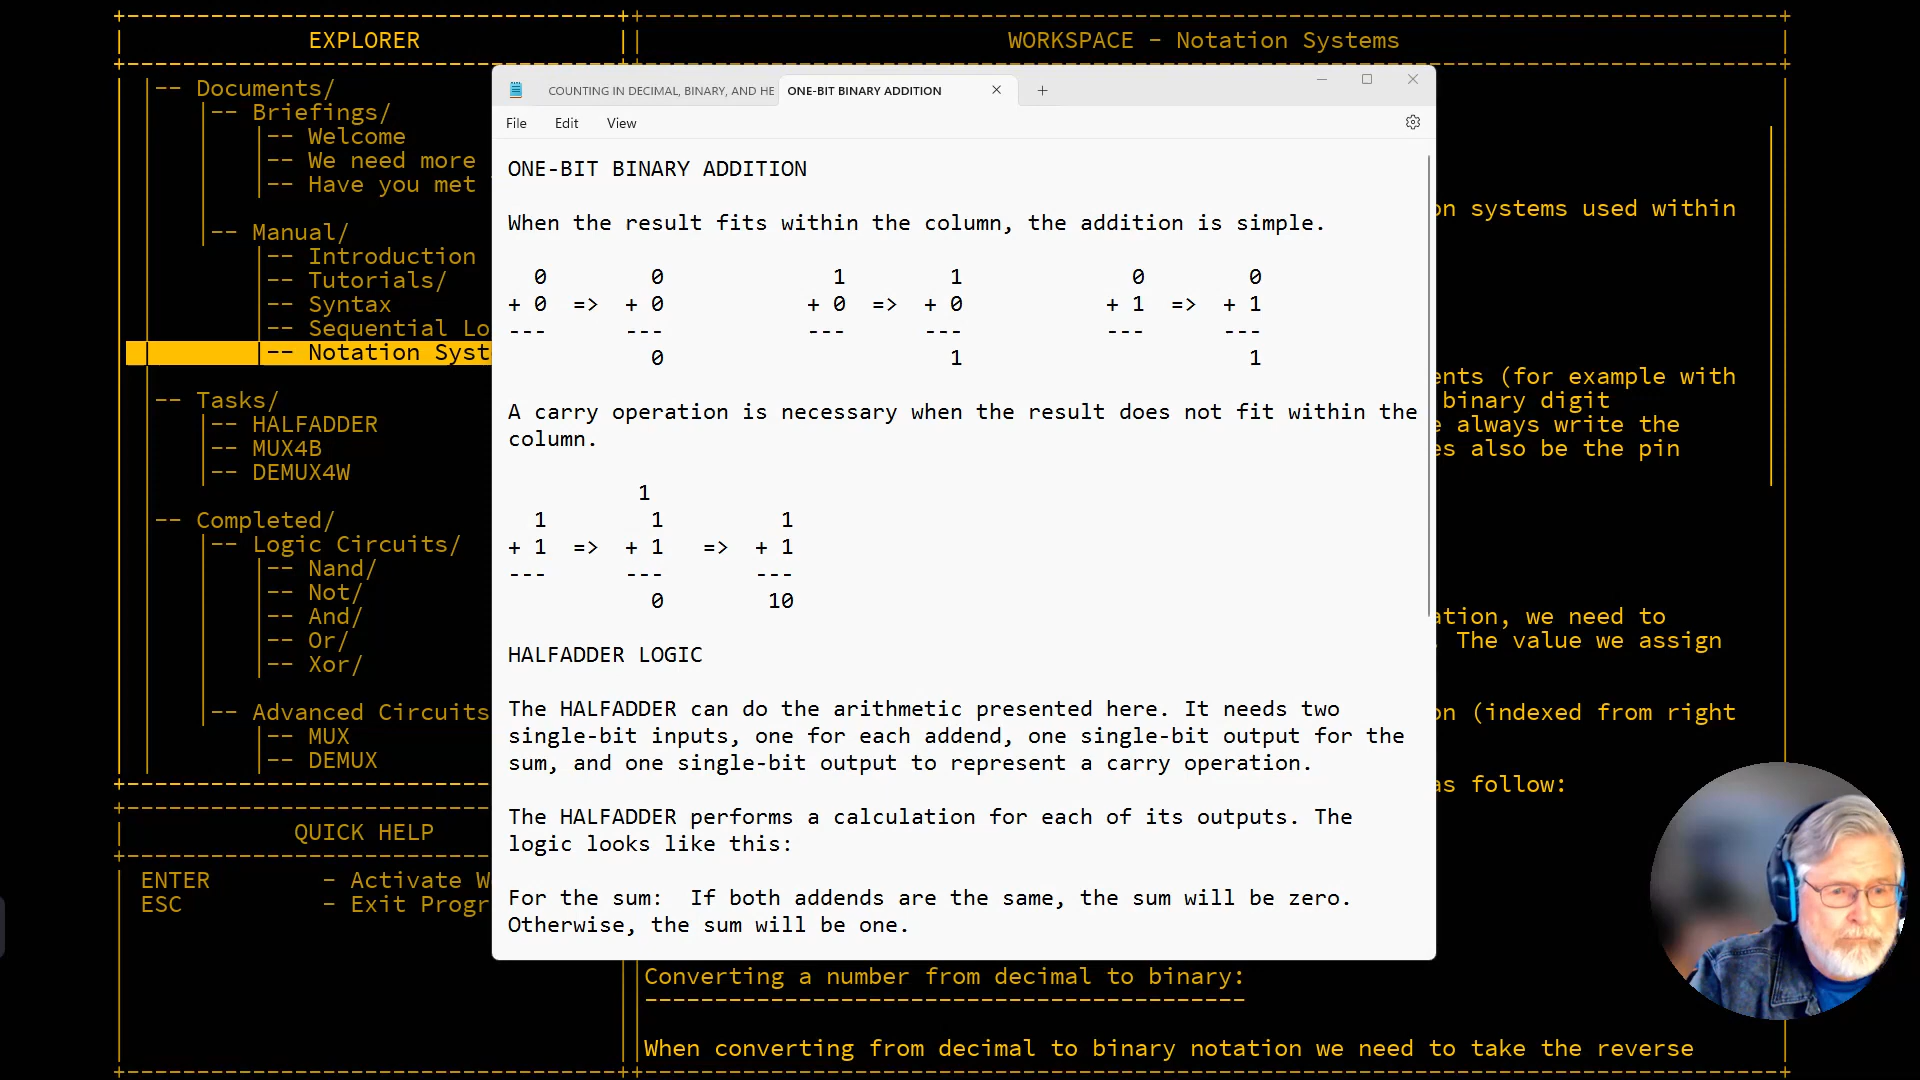 EXPLORER
WORKSPACE - Notation Systems
-- Documents/
-- Briefings/
-- Welcome
-- We need more
-- Have you met
-- Manual/
-- Introduction
-- Tutorials/
-- Syntax
-- Sequential Lo
-- Notation Syst
-- Tasks/
-- HALFADDER
-- MUX4B
-- DEMUX4W
-- Completed/
-- Logic Circuits/
-- Nand/
-- Not/
-- And/
-- Or/
-- Xor/
-- Advanced Circuits
-- MUX
-- DEMUX
QUICK HELP
ENTER - Activate W
ESC - Exit Progr
COUNTING IN DECIMAL, BINARY, AND HE
ONE-BIT BINARY ADDITION
File Edit View
ONE-BIT BINARY ADDITION
When the result fits within the column, the addition is simple.
0 0 1 1 0 0
+ 0 => + 0 + 0 => + 0 + 1 => + 1
--- --- --- --- --- ---
0 1 1
A carry operation is necessary when the result does not fit within the
column.
1
1 1 1
+ 1 => + 1 => + 1
--- --- ---
0 10
HALFADDER LOGIC
The HALFADDER can do the arithmetic presented here. It needs two
single-bit inputs, one for each addend, one single-bit output for the
sum, and one single-bit output to represent a carry operation.
The HALFADDER performs a calculation for each of its outputs. The
logic looks like this:
For the sum: If both addends are the same, the sum will be zero.
Otherwise, the sum will be one.
on systems used within
ents (for example with
binary digit
e always write the
es also be the pin
ation, we need to
. The value we assign
on (indexed from right
as follow:
Converting a number from decimal to binary:
-------------------------------------------
When converting from decimal to binary notation we need to take the reverse